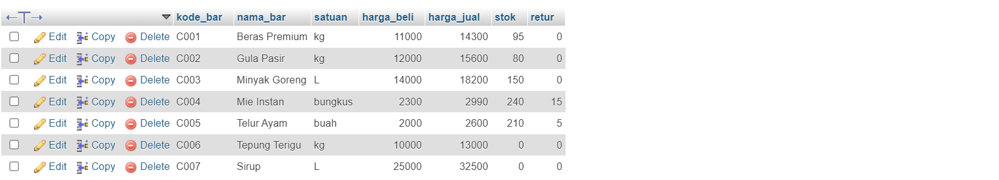 kode_bar nama_bar satuan harga_beli harga_jual stok retur
Edit Copy Delete C001 Beras Premium kg 11000 14300 95 0
Edit Copy Delete C002 Gula Pasir kg 12000 15600 80 0
Edit Copy Delete C003 Minyak Goreng L 14000 18200 150 0
Edit Copy Delete C004 Mie Instan bungkus 2300 2990 240 15
Edit Copy Delete C005 Telur Ayam buah 2000 2600 210 5
Edit Copy Delete C006 Tepung Terigu kg 10000 13000 0 0
Edit Copy Delete C007 Sirup L 25000 32500 0 0